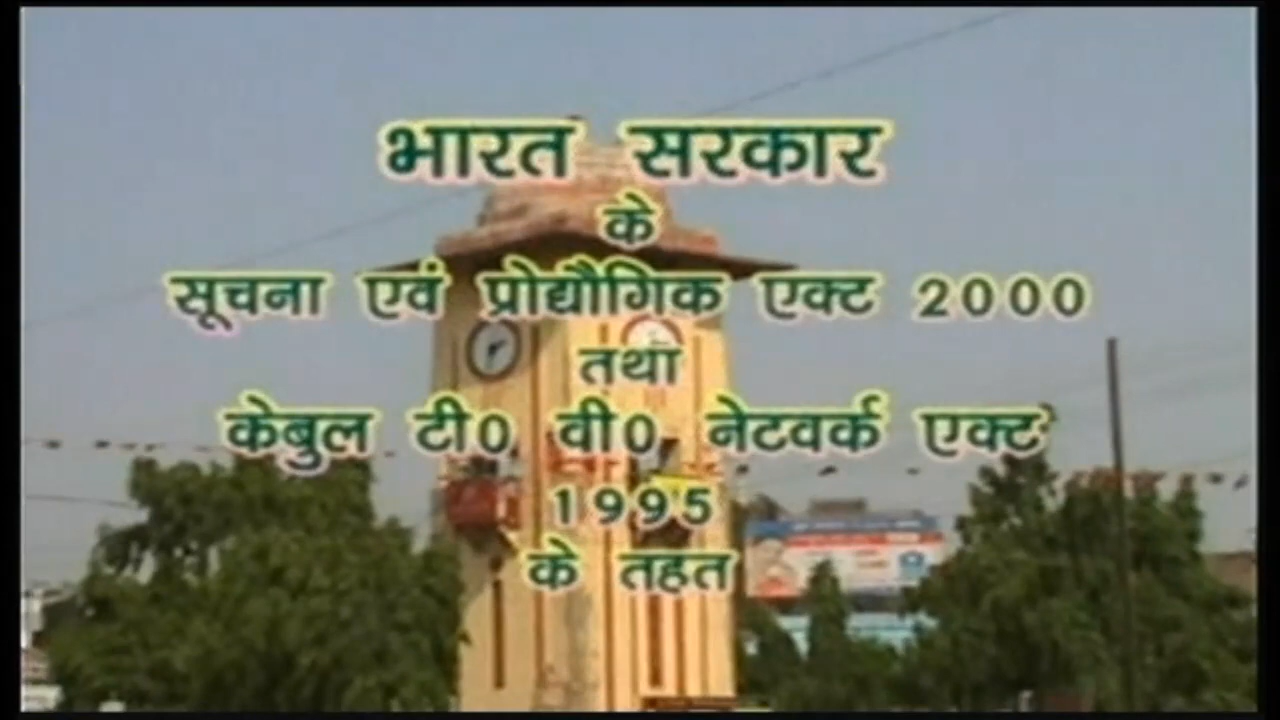 भारत सरकार
के
सूचना एवं प्रोद्यौगिक एक्ट 2000
तथा
केबुल टी0 वी0 नेटवर्क एक्ट
1995
के तहत